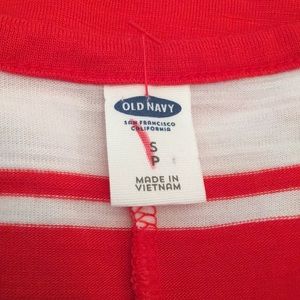 OLD NAVY
SAN FRANCISCO
CALIFORNIA
S
P
MADE IN
VIETNAM